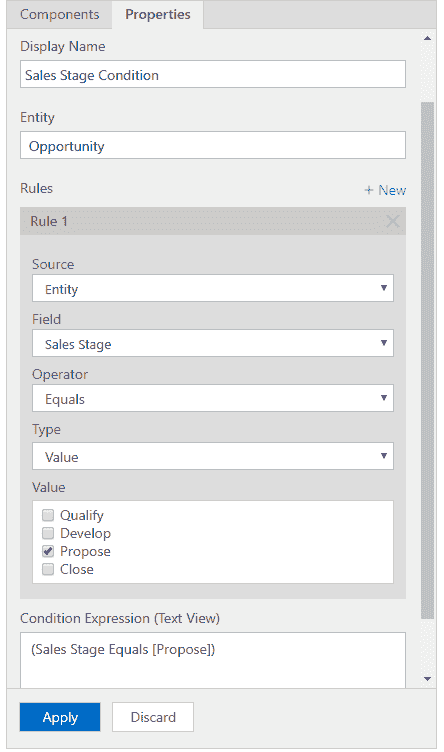 Components Properties
Display Name
Sales Stage Condition
Entity
Opportunity
Rules + New
Rule 1
Source
Entity
Field
Sales Stage
Operator
Equals
Type
Value
Value
Qualify
Develop
Propose
Close
Condition Expression (Text View)
(Sales Stage Equals [Propose])
Apply Discard